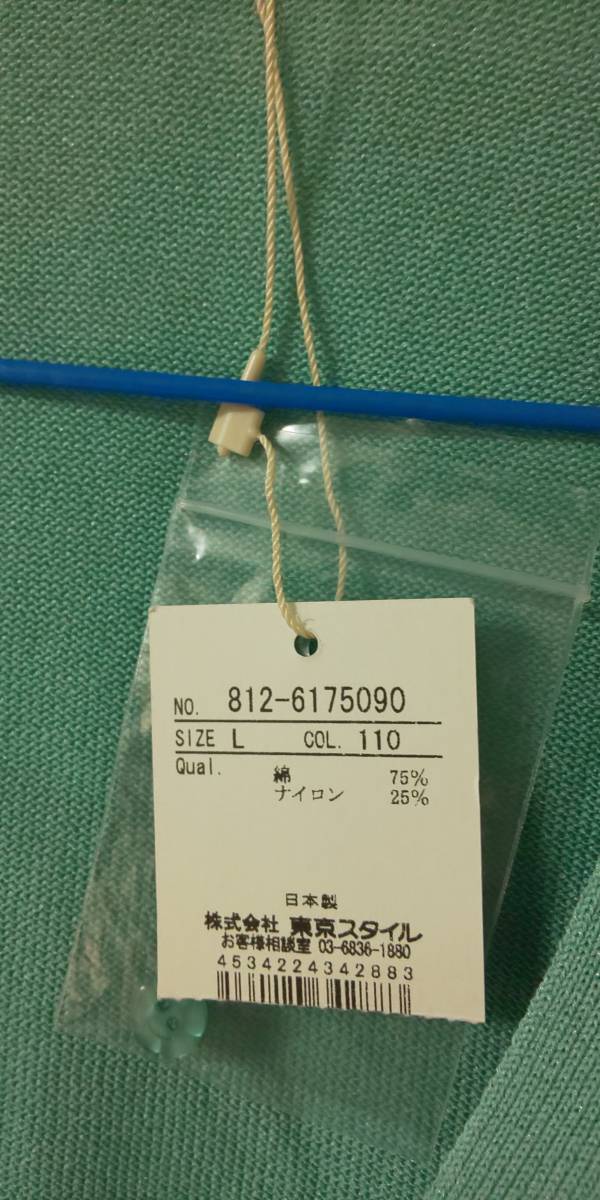 NO. 812-6175090
SIZE L COL. 110
Qual. 綿 75%
ナイロン 25%
日本製
株式会社 東京スタイル
お客様相談室 03-6836-1880
4534224342883